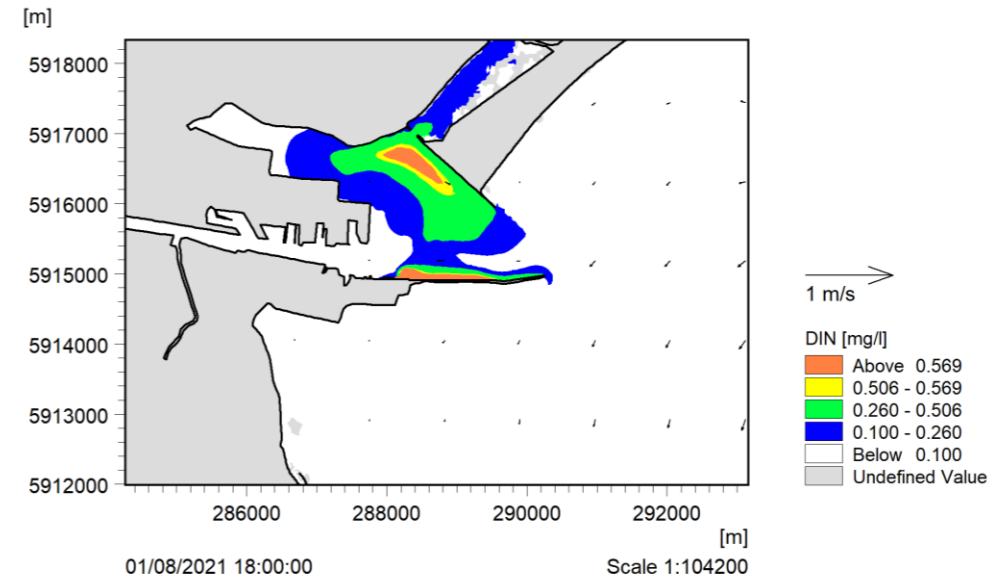 [m]
5918000
5917000
5916000
5915000
5914000
5913000
5912000
286000 288000 290000 292000
[m]
01/08/2021 18:00:00 Scale 1:104200
1 m/s
DIN [mg/l]
Above 0.569
0.506 - 0.569
0.260 - 0.506
0.100 - 0.260
Below 0.100
Undefined Value